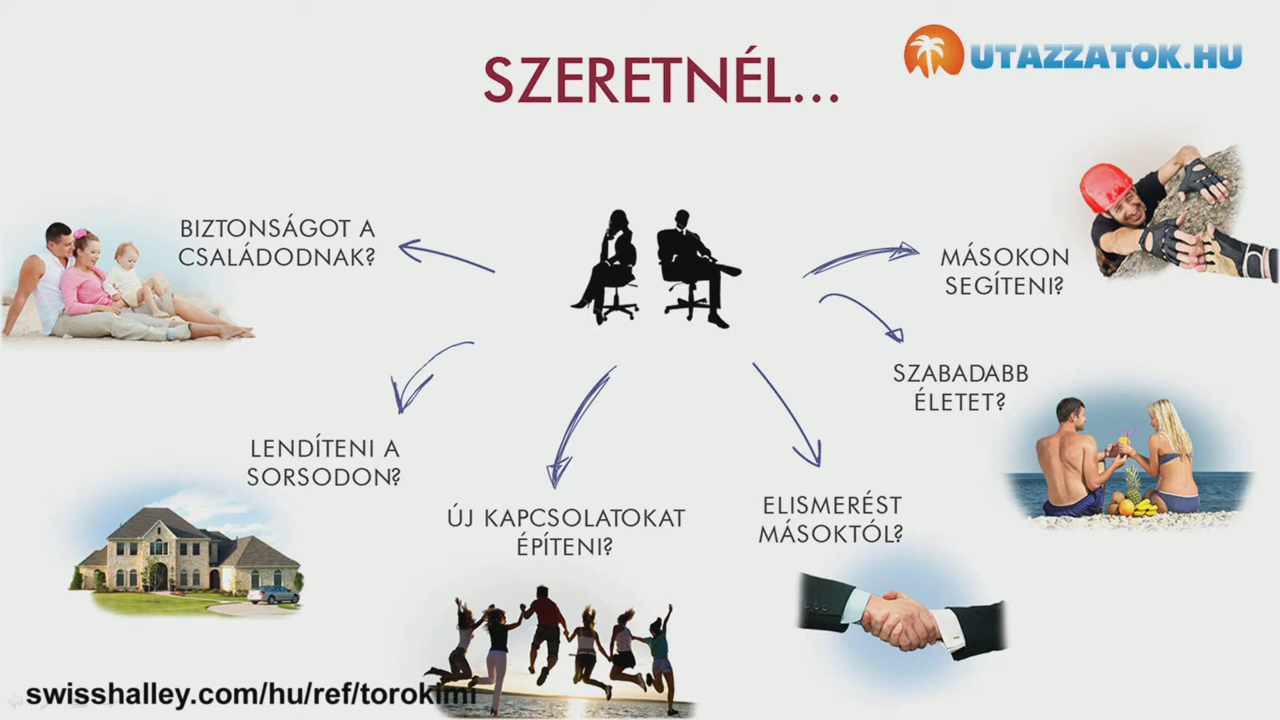 UTAZZATOK.HU
SZERETNÉL...
BIZTONSÁGOT A
CSALÁDODNAK?
MÁSOKON
SEGÍTENI?
SZABADABB
ÉLETET?
LENDÍTENI A
SORSODON?
ÚJ KAPCSOLATOKAT
ÉPÍTENI?
ELISMERÉST
MÁSOKTÓL?
swisshalley.com/hu/ref/torokimi